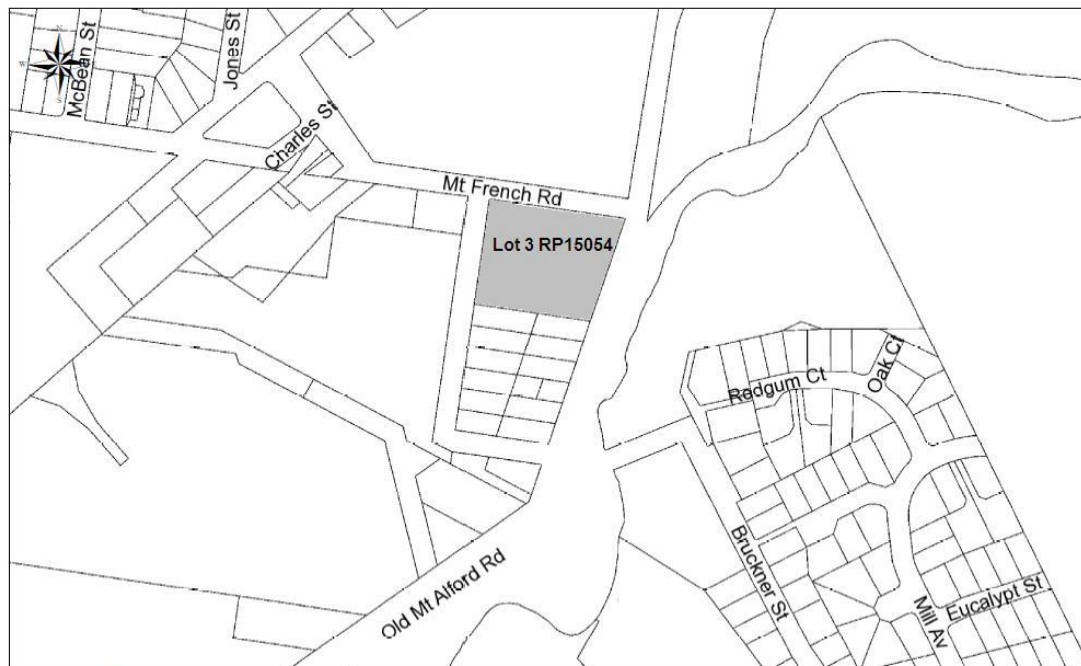 N
W
S
McBean St
Jones St
Charles St
Mt French Rd
Lot 3 RP15054
Redgum Ct
Oak Ct
Bruckner St
Old Mt Alford Rd
Mill Av
Eucalypt St